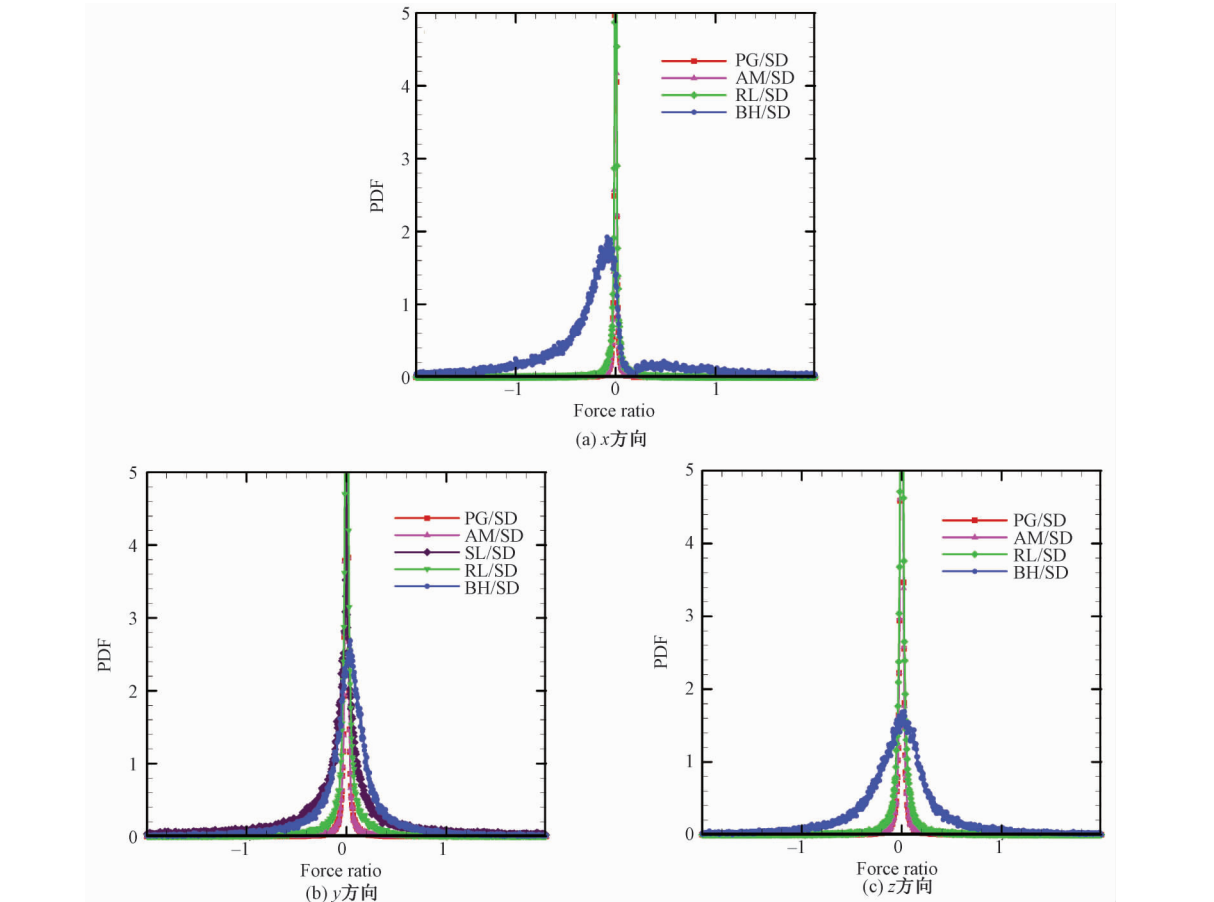 5
4
3
2
1
0
PDF
PG/SD
AM/SD
RL/SD
BH/SD
−1 0 1
Force ratio
(a) x方向
5
4
3
2
1
0
PDF
PG/SD
AM/SD
SL/SD
RL/SD
BH/SD
−1 0 1
Force ratio
(b) y方向
5
4
3
2
1
0
PDF
PG/SD
AM/SD
RL/SD
BH/SD
−1 0 1
Force ratio
(c) z方向